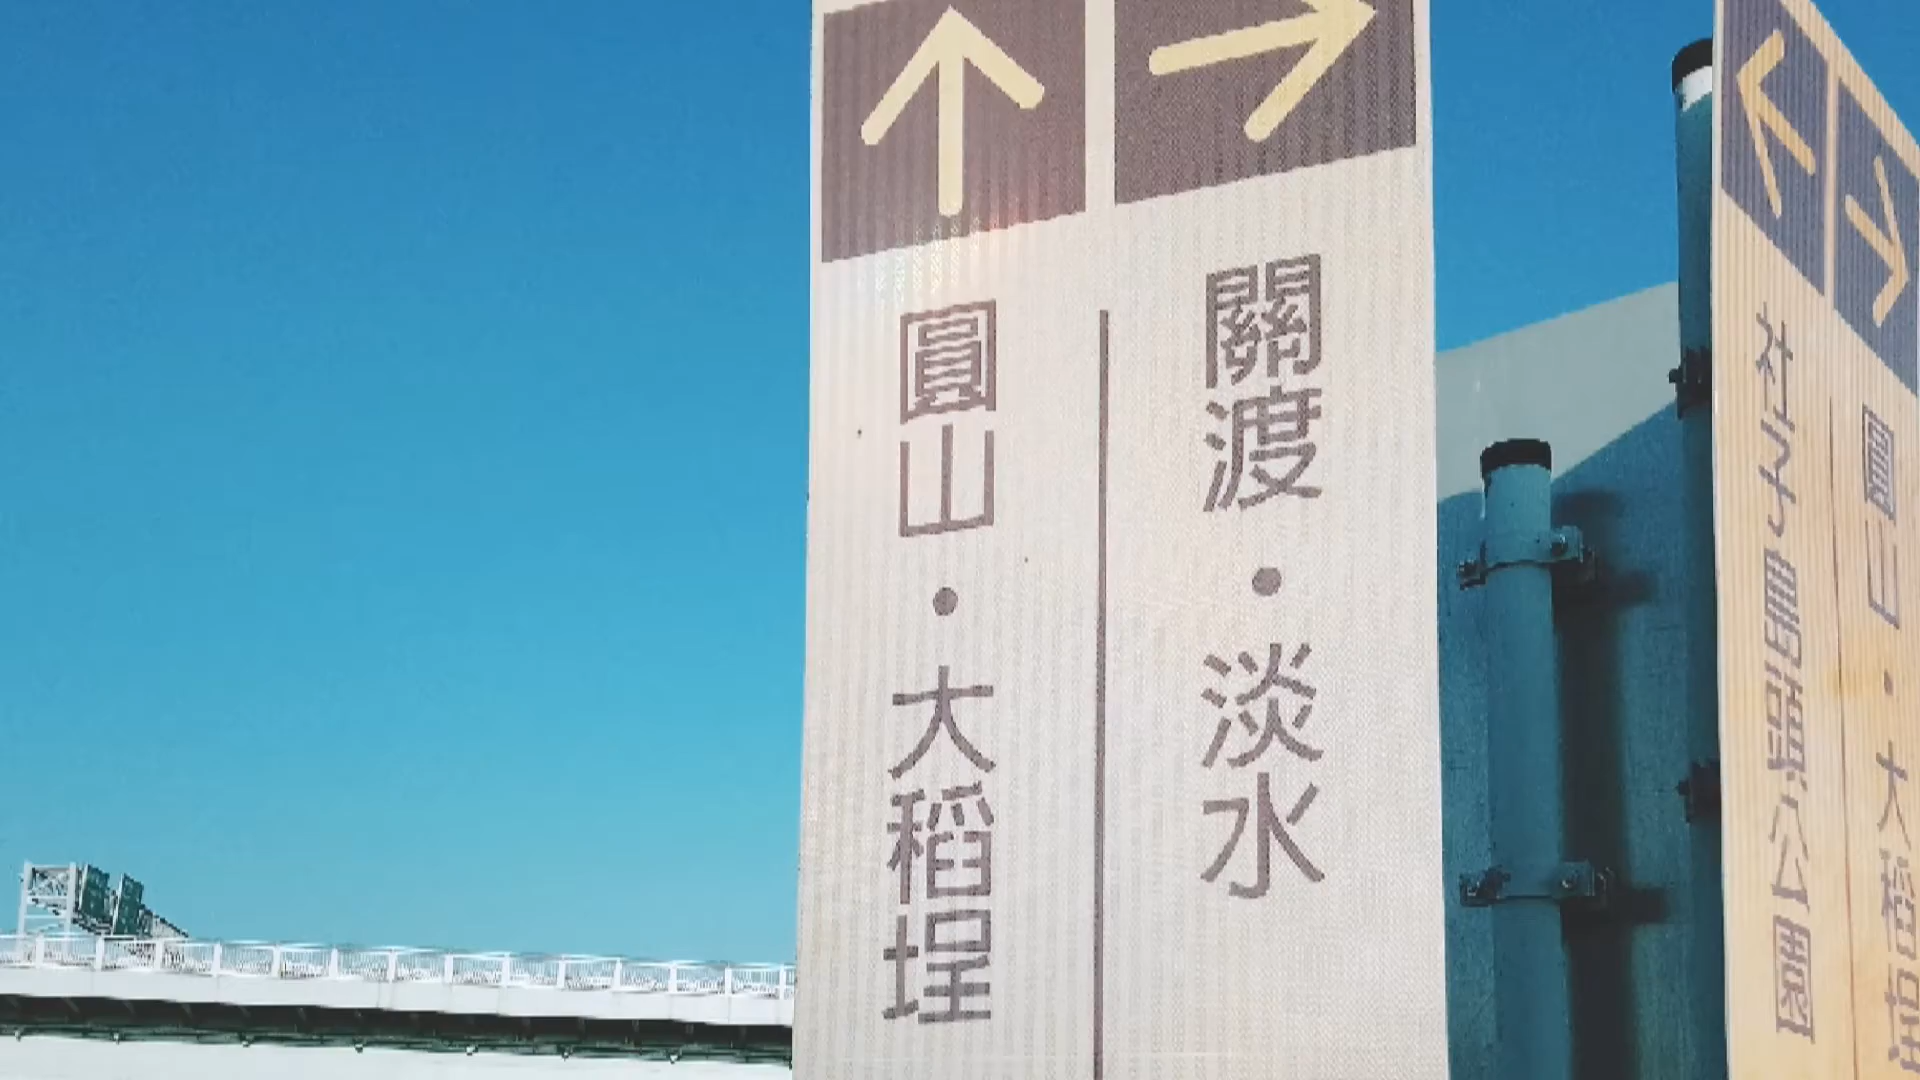 關渡・淡水
圓山・大稻埕
圓山・大稻埕
社子島頭公園